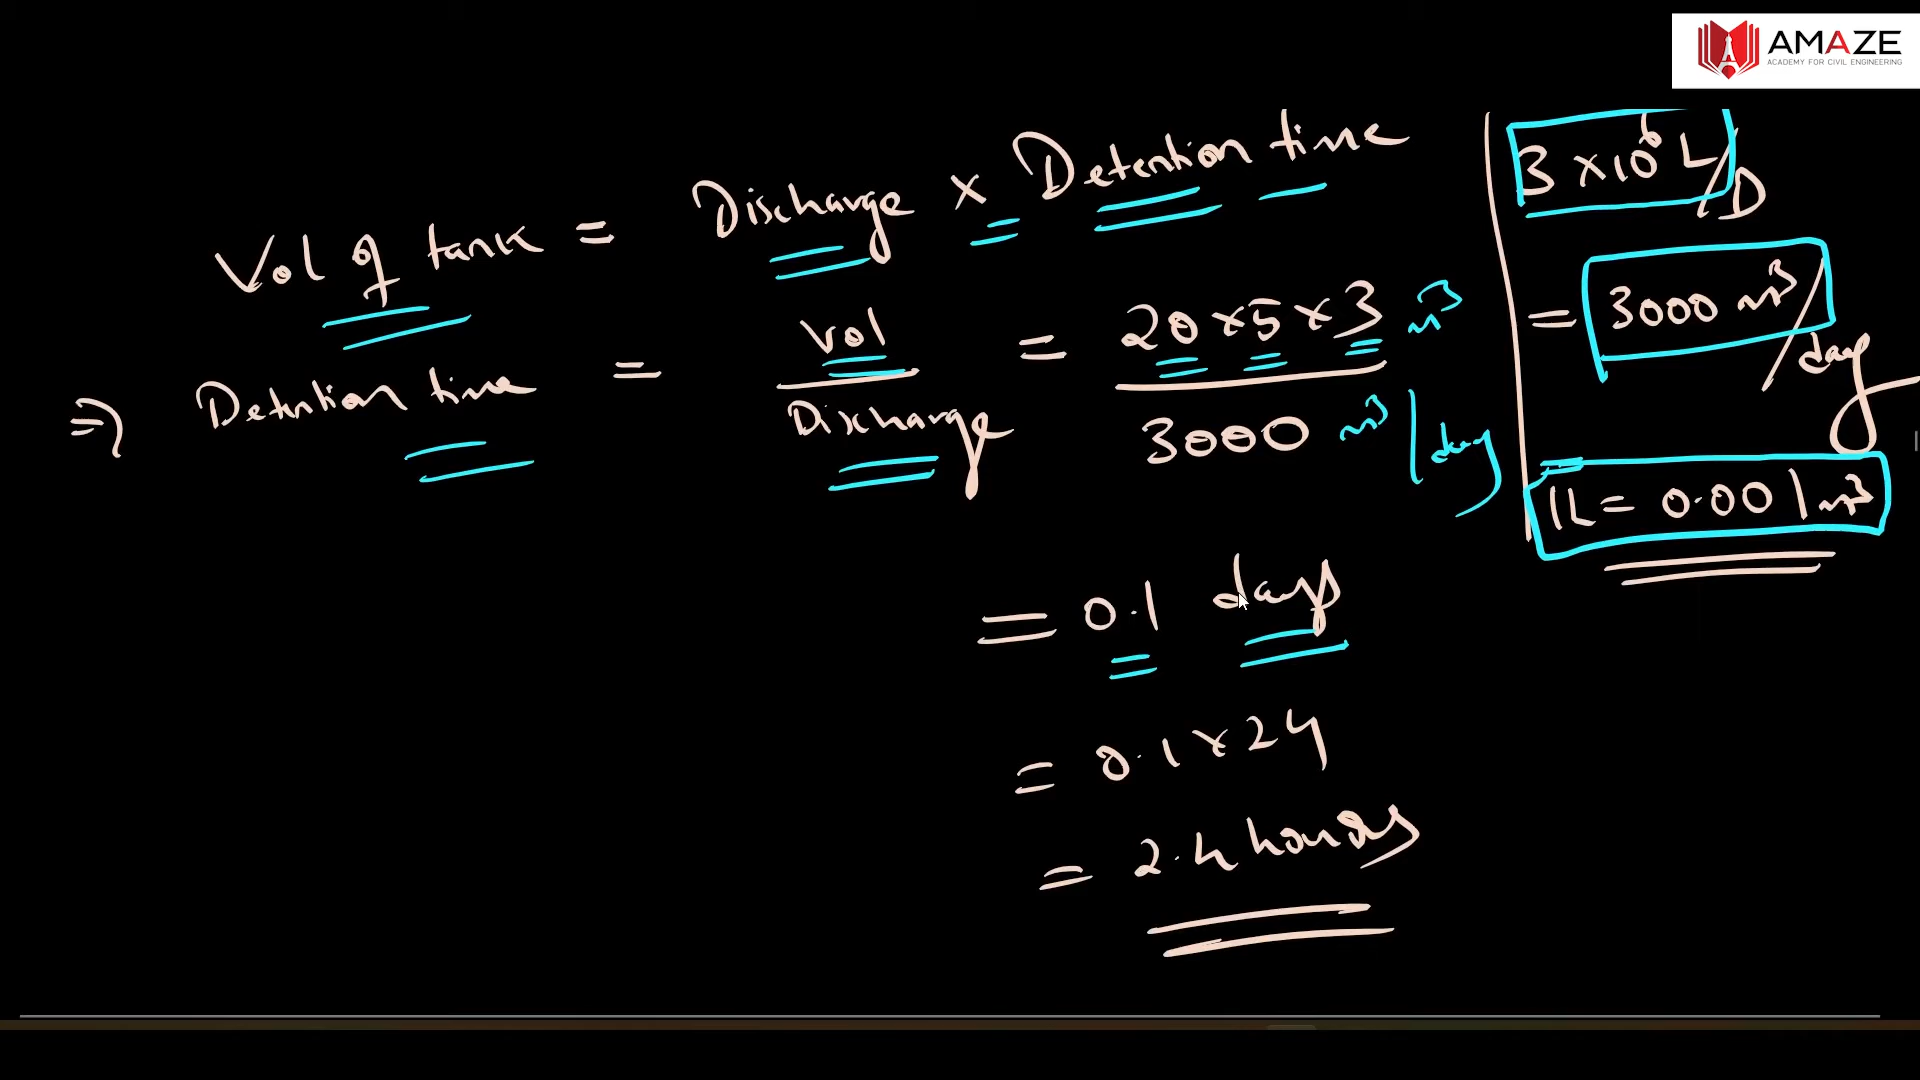 AMAZE
ACADEMY FOR CIVIL ENGINEERING
Vol of tank = Discharge × Detention time
⇒ Detention time = Vol / Discharge = 20 × 5 × 3 m³ / 3000 m³/day
= 0.1 days
= 0.1 × 24
= 2.4 hours
3 × 10⁶ L/D
= 3000 m³/day
1L = 0.001 m³